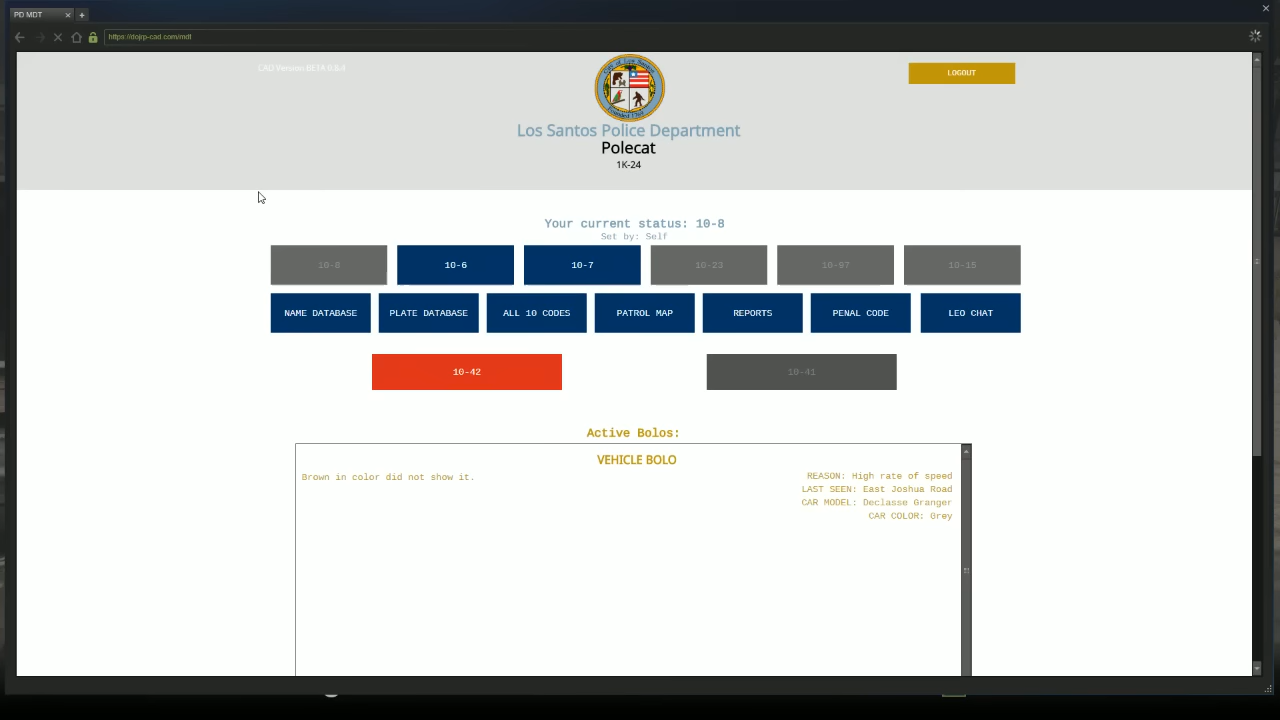 PD MDT
https://dojrp-cad.com/mdt
CAD Version BETA 0.8.4
LOGOUT
Los Santos Police Department
Polecat
1K-24
Your current status: 10-8
Set by: Self
10-8 10-6 10-7 10-23 10-97 10-15
NAME DATABASE PLATE DATABASE ALL 10 CODES PATROL MAP REPORTS PENAL CODE LEO CHAT
10-42 10-41
Active Bolos:
VEHICLE BOLO
Brown in color did not show it.
REASON: High rate of speed
LAST SEEN: East Joshua Road
CAR MODEL: Declasse Granger
CAR COLOR: Grey